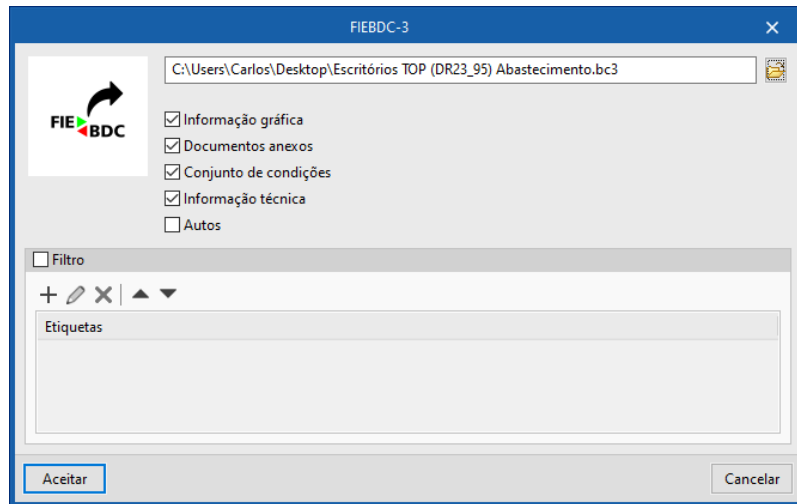 FIEBDC-3
C:\Users\Carlos\Desktop\Escritórios TOP (DR23_95) Abastecimento.bc3
FIE BDC
Informação gráfica
Documentos anexos
Conjunto de condições
Informação técnica
Autos
Filtro
Etiquetas
Aceitar
Cancelar